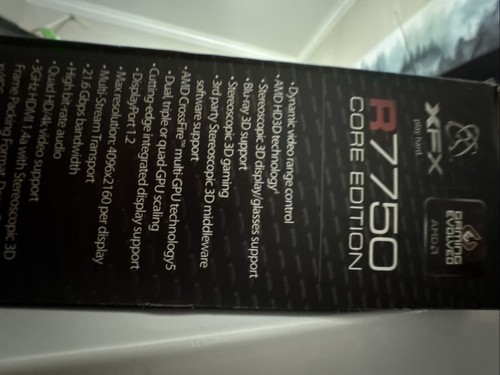 XFX
play hard.
GAMING
EVOLVED
AMD
R7750
CORE EDITION
• Dynamic video range control
• AMD HD3D technology
• Stereoscopic 3D display/glasses support
• Blu-ray 3D support
• Stereoscopic 3D gaming
• 3rd party Stereoscopic 3D middleware
software support
• AMD CrossFire™ multi-GPU technology5
• Dual, triple or quad-GPU scaling
• Cutting-edge integrated display support
• DisplayPort 1.2
• Max resolution: 4096x2160 per display
• Multi-Stream Transport
• 21.6 Gbps bandwidth
• High bit-rate audio
• Quad HD/4k video support
• 3GHz HDMI 1.4a with Stereoscopic 3D
Frame Packing Format,